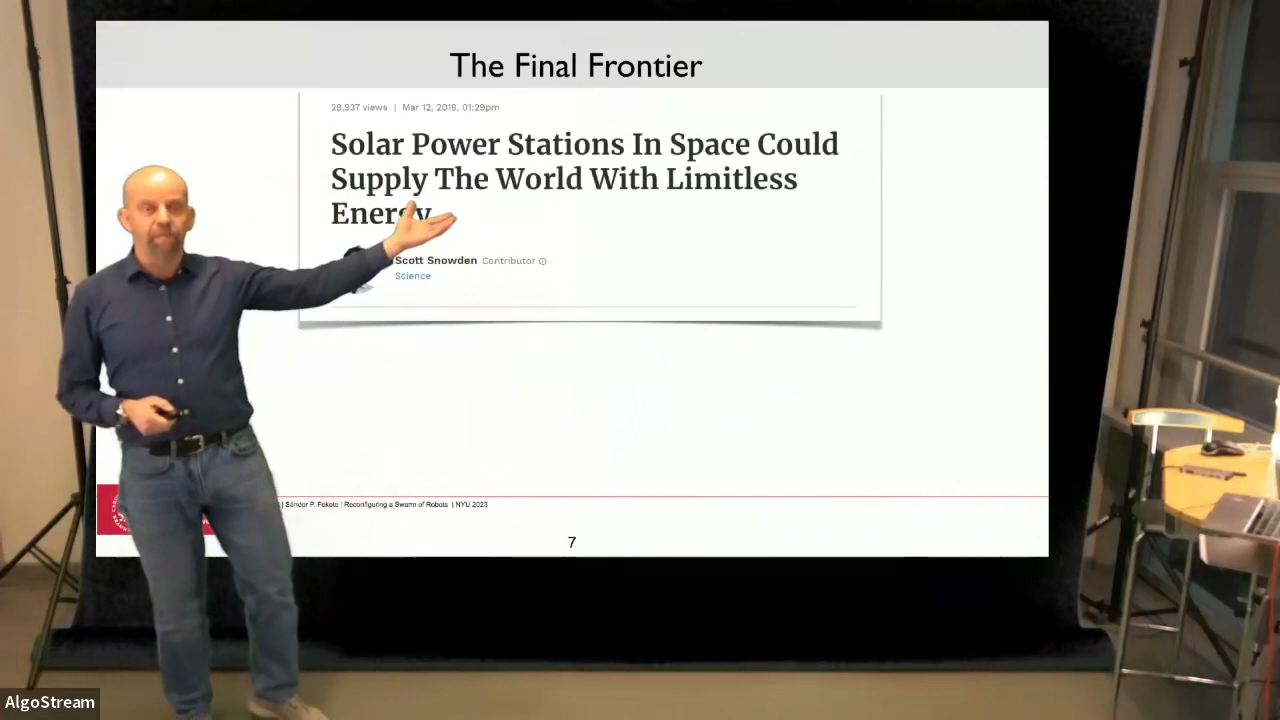 The Final Frontier
28,937 views | Mar 12, 2019, 01:29pm
Solar Power Stations In Space Could
Supply The World With Limitless
Energy
Scott Snowden Contributor
Science
| Sándor P. Fekete | Reconfiguring a Swarm of Robots | NYU 2023
7
AlgoStream